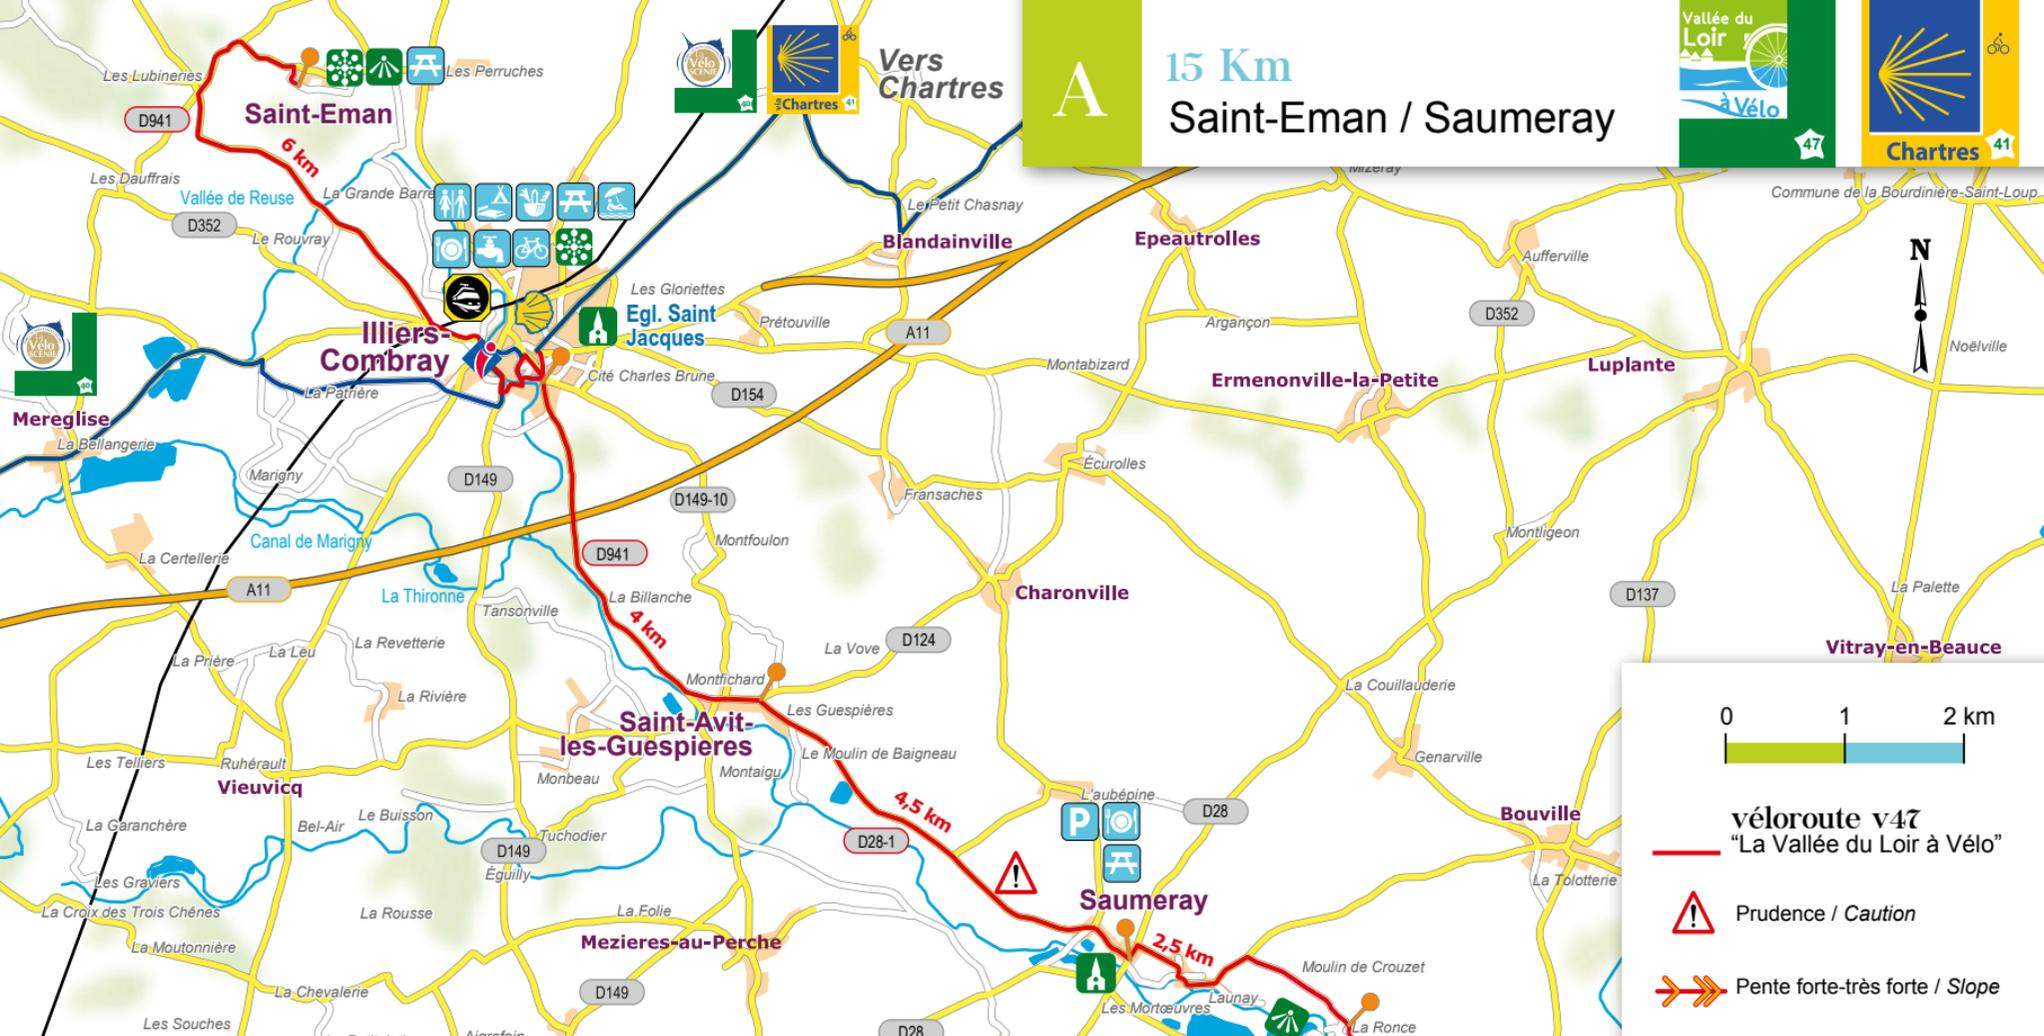 Vers
Chartres
Vélo
SCÉNIE
40
via
Chartres
41
A
15 Km
Saint-Eman / Saumeray
Vallée du
Loir
à Vélo
47
Chartres
41
Les Lubineries
D941
Saint-Eman
Les Perruches
6 km
Les Dauffrais
Vallée de Reuse
La Grande Barre
D352
Le Rouvray
Le Petit Chasnay
Blandainville
Epeautrolles
Mizeray
Commune de la Bourdinière-Saint-Loup
Aufferville
N
Les Gloriettes
Egl. Saint
Jacques
Prétouville
A11
Argançon
D352
Noëlville
Illiers-
Combray
Vélo
40
Mereglise
La Patrière
Cité Charles Brune
D154
Montabizard
Ermenonville-la-Petite
Luplante
La Bellangerie
Marigny
D149
D149-10
Écurolles
Fransaches
Canal de Marigny
La Certellerie
D941
Montfoulon
Montligeon
A11
La Thironne
Tansonville
La Billanche
4 km
Charonville
D137
La Palette
Vitray-en-Beauce
La Prière
La Leu
La Revetterie
La Vove
D124
Montfichard
La Couillauderie
La Rivière
Saint-Avit-
les-Guespieres
Les Guespières
Le Moulin de Baigneau
Genarville
Les Telliers
Ruhérault
Vieuvicq
Monbeau
Montaigu
4,5 km
L'aubépine
P
D28
Bouville
La Garanchère
Bel-Air
Le Buisson
Tuchodier
D149
Éguilly
D28-1
Les Graviers
La Croix des Trois Chênes
La Rousse
La Folie
Saumeray
La Tolotterie
La Moutonnière
Mezieres-au-Perche
2,5 km
Moulin de Crouzet
La Chevalerie
D149
Launay
Les Mortœuvres
La Ronce
Les Souches
Aigrefoin
D28
0
1
2 km
véloroute v47
“La Vallée du Loir à Vélo”
Prudence / Caution
Pente forte-très forte / Slope